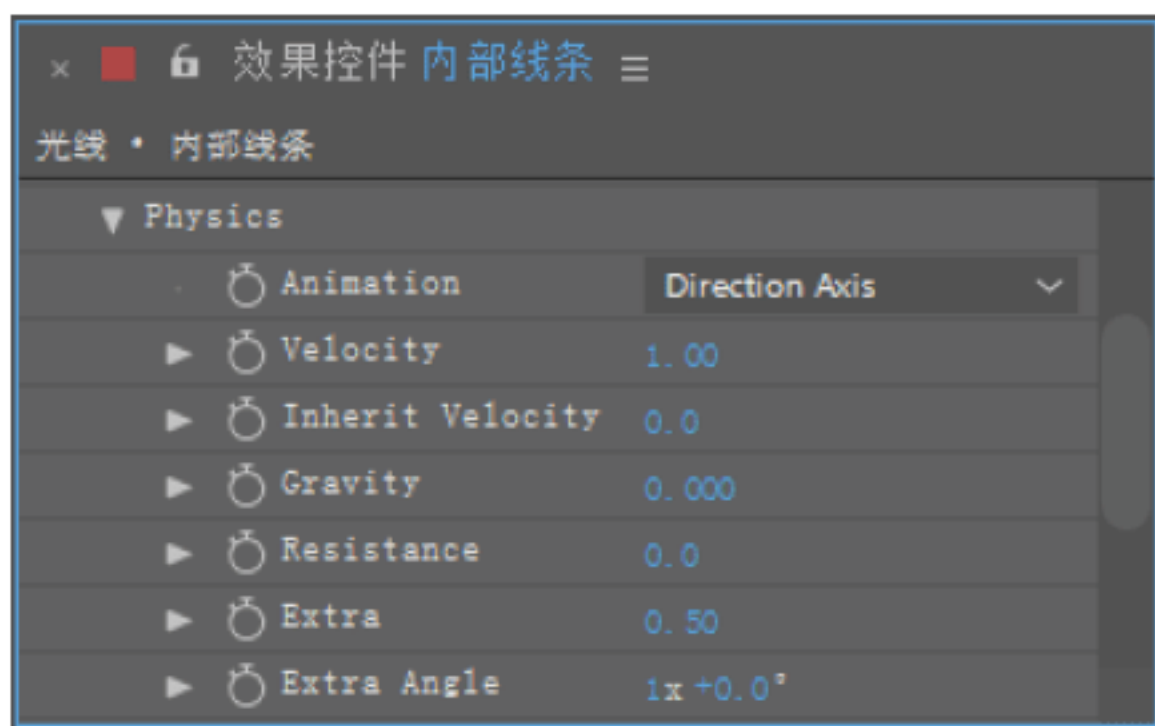 效果控件 内部线条
光线 • 内部线条
Physics
Animation Direction Axis
Velocity 1.00
Inherit Velocity 0.0
Gravity 0.000
Resistance 0.0
Extra 0.50
Extra Angle 1x +0.0°